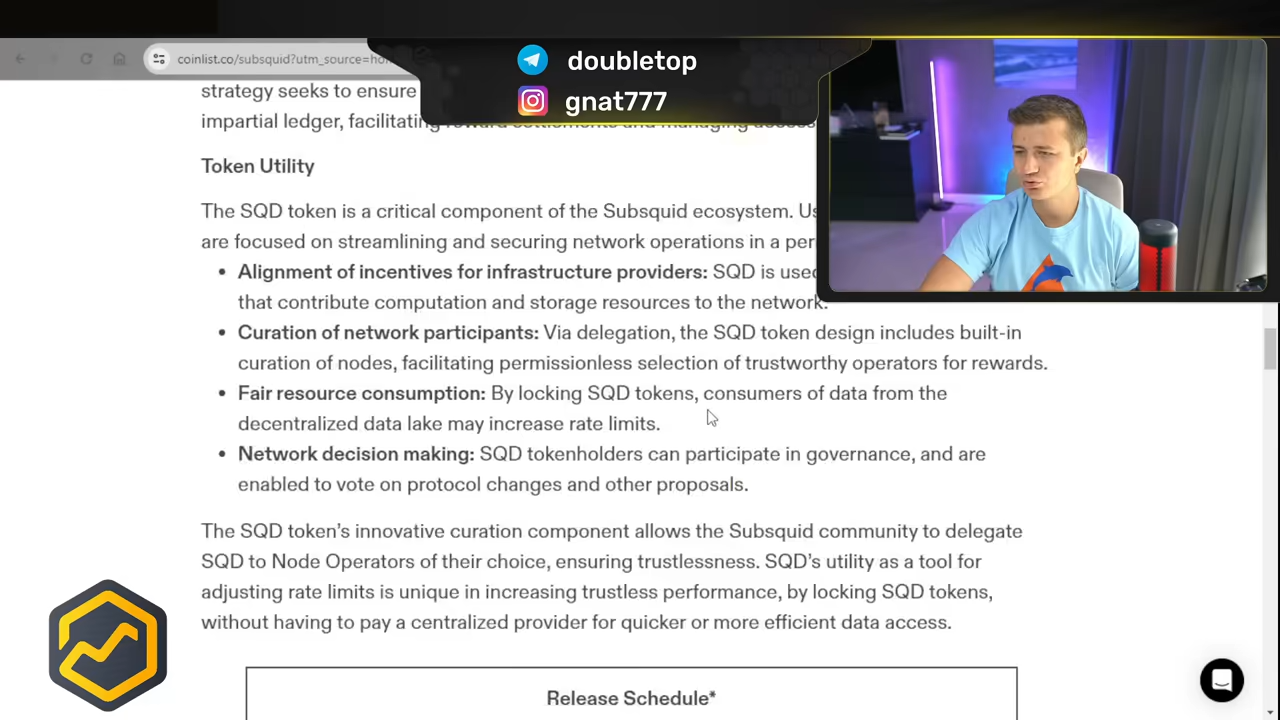 doubletop
gnat777
coinlist.co/subsquid?utm_source=ho
strategy seeks to ensure
impartial ledger, facilitating reward settlements and managing access
Token Utility
The SQD token is a critical component of the Subsquid ecosystem.
are focused on streamlining and securing network operations in a
• Alignment of incentives for infrastructure providers: SQD is used
that contribute computation and storage resources to the network.
• Curation of network participants: Via delegation, the SQD token design includes built-in
curation of nodes, facilitating permissionless selection of trustworthy operators for rewards.
• Fair resource consumption: By locking SQD tokens, consumers of data from the
decentralized data lake may increase rate limits.
• Network decision making: SQD tokenholders can participate in governance, and are
enabled to vote on protocol changes and other proposals.
The SQD token’s innovative curation component allows the Subsquid community to delegate
SQD to Node Operators of their choice, ensuring trustlessness. SQD’s utility as a tool for
adjusting rate limits is unique in increasing trustless performance, by locking SQD tokens,
without having to pay a centralized provider for quicker or more efficient data access.
Release Schedule*